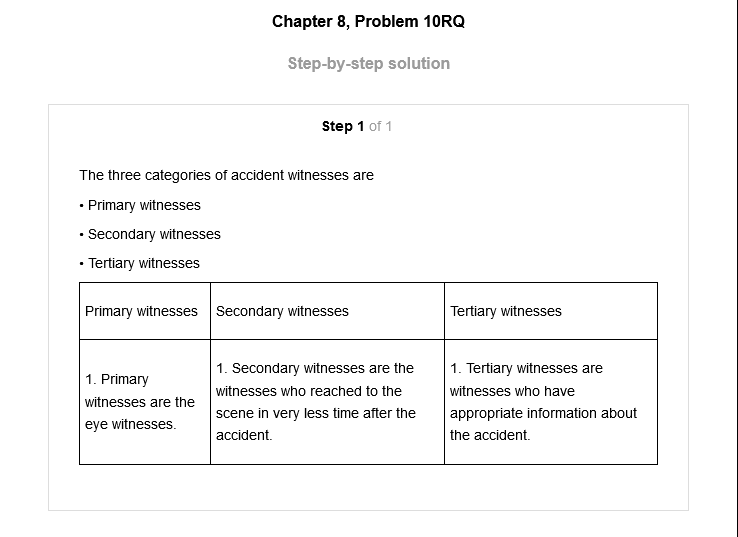 Chapter 8, Problem 10RQ
Step-by-step solution
Step 1 of 1
The three categories of accident witnesses are
• Primary witnesses
• Secondary witnesses
• Tertiary witnesses
Primary witnesses
Secondary witnesses
Tertiary witnesses
1. Primary
witnesses are the
eye witnesses.
1. Secondary witnesses are the
witnesses who reached to the
scene in very less time after the
accident.
1. Tertiary witnesses are
witnesses who have
appropriate information about
the accident.